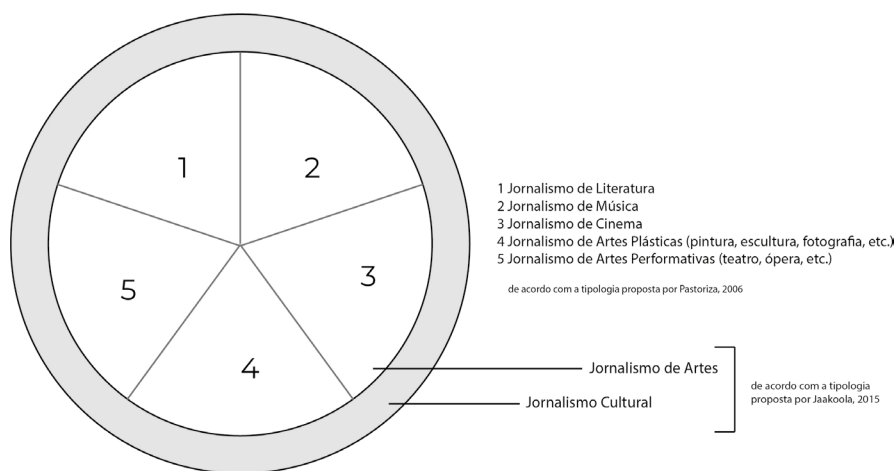 1
2
3
4
5
1 Jornalismo de Literatura
2 Jornalismo de Música
3 Jornalismo de Cinema
4 Jornalismo de Artes Plásticas (pintura, escultura, fotografia, etc.)
5 Jornalismo de Artes Performativas (teatro, ópera, etc.)
de acordo com a tipologia proposta por Pastoriza, 2006
Jornalismo de Artes
Jornalismo Cultural
de acordo com a tipologia
proposta por Jaakoola, 2015